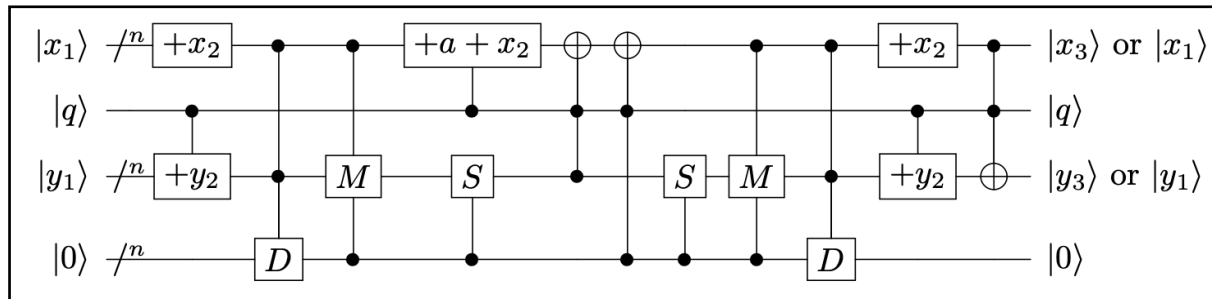 |x₁⟩ /ⁿ +x₂ M +a + x₂ M +x₂ |x₃⟩ or |x₁⟩
|q⟩ |q⟩
|y₁⟩ /ⁿ +y₂ M S S M +y₂ |y₃⟩ or |y₁⟩
|0⟩ /ⁿ D D |0⟩